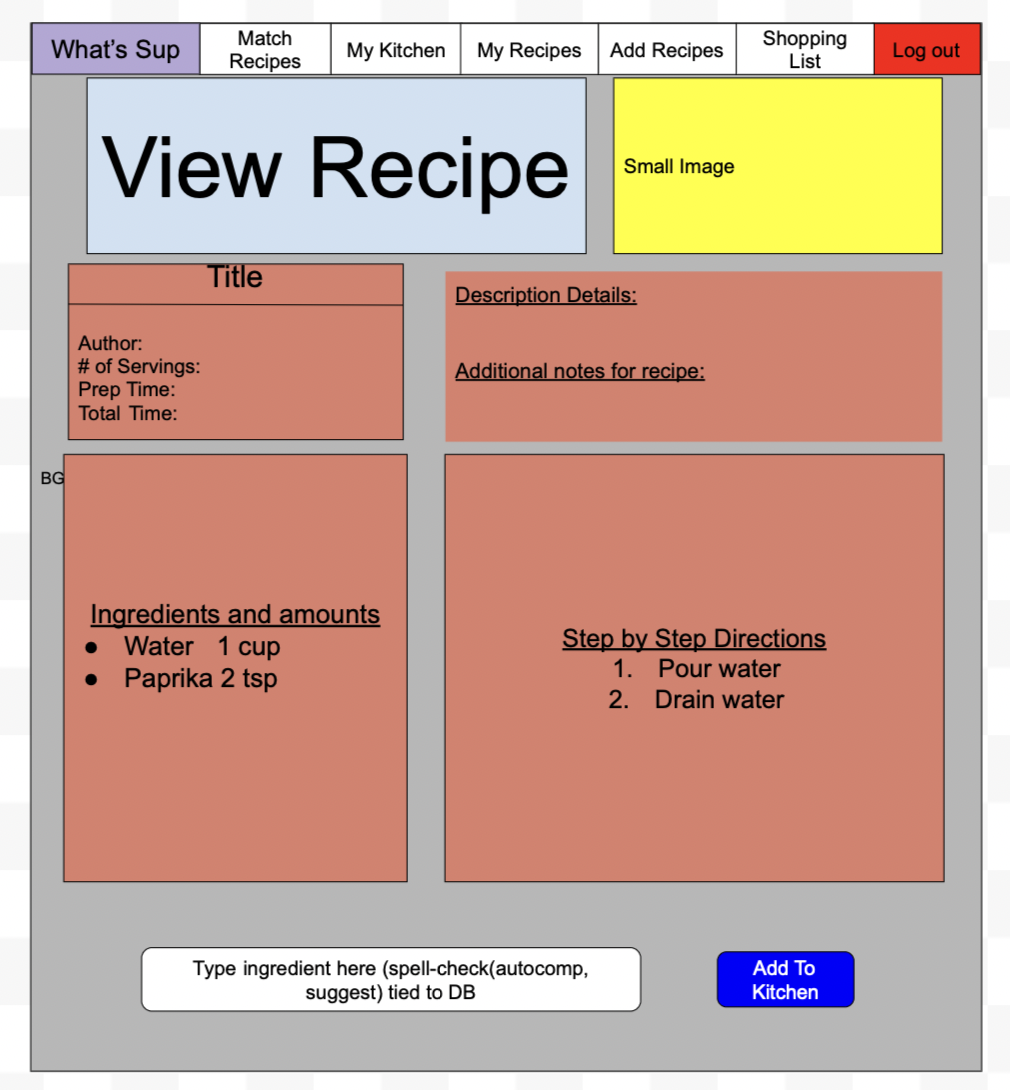 What's Sup
Match
Recipes
My Kitchen
My Recipes
Add Recipes
Shopping
List
Log out
View Recipe
Small Image
Title
Author:
# of Servings:
Prep Time:
Total Time:
Description Details:
Additional notes for recipe:
BG
Ingredients and amounts
● Water 1 cup
● Paprika 2 tsp
Step by Step Directions
1. Pour water
2. Drain water
Type ingredient here (spell-check(autocomp,
suggest) tied to DB
Add To
Kitchen